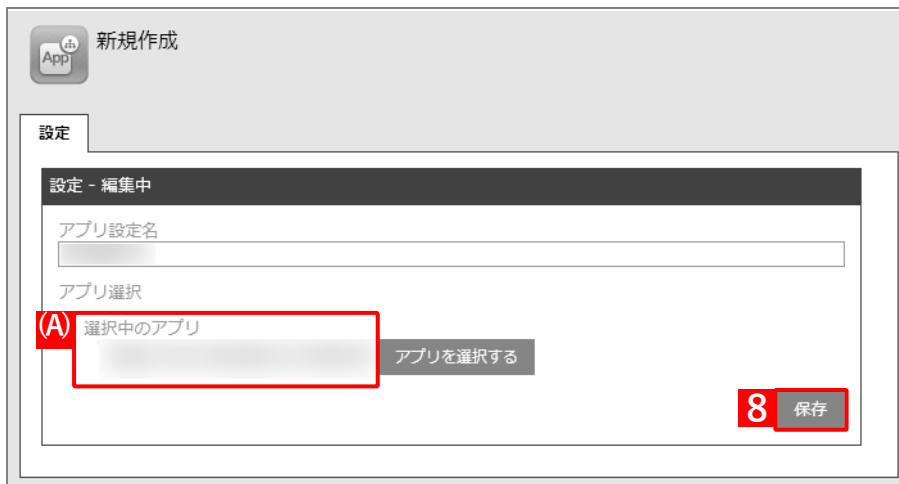 App
新規作成
設定
設定 - 編集中
アプリ設定名
アプリ選択
(A)
選択中のアプリ
アプリを選択する
8
保存